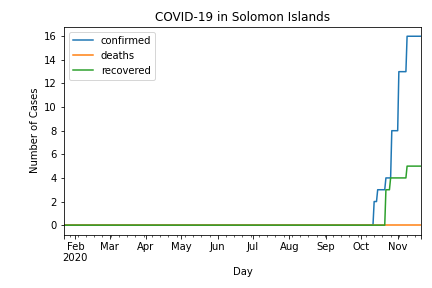 COVID-19 in Solomon Islands
confirmed
deaths
recovered
Number of Cases
16
14
12
10
8
6
4
2
0
Feb Mar Apr May Jun Jul Aug Sep Oct Nov
2020
Day